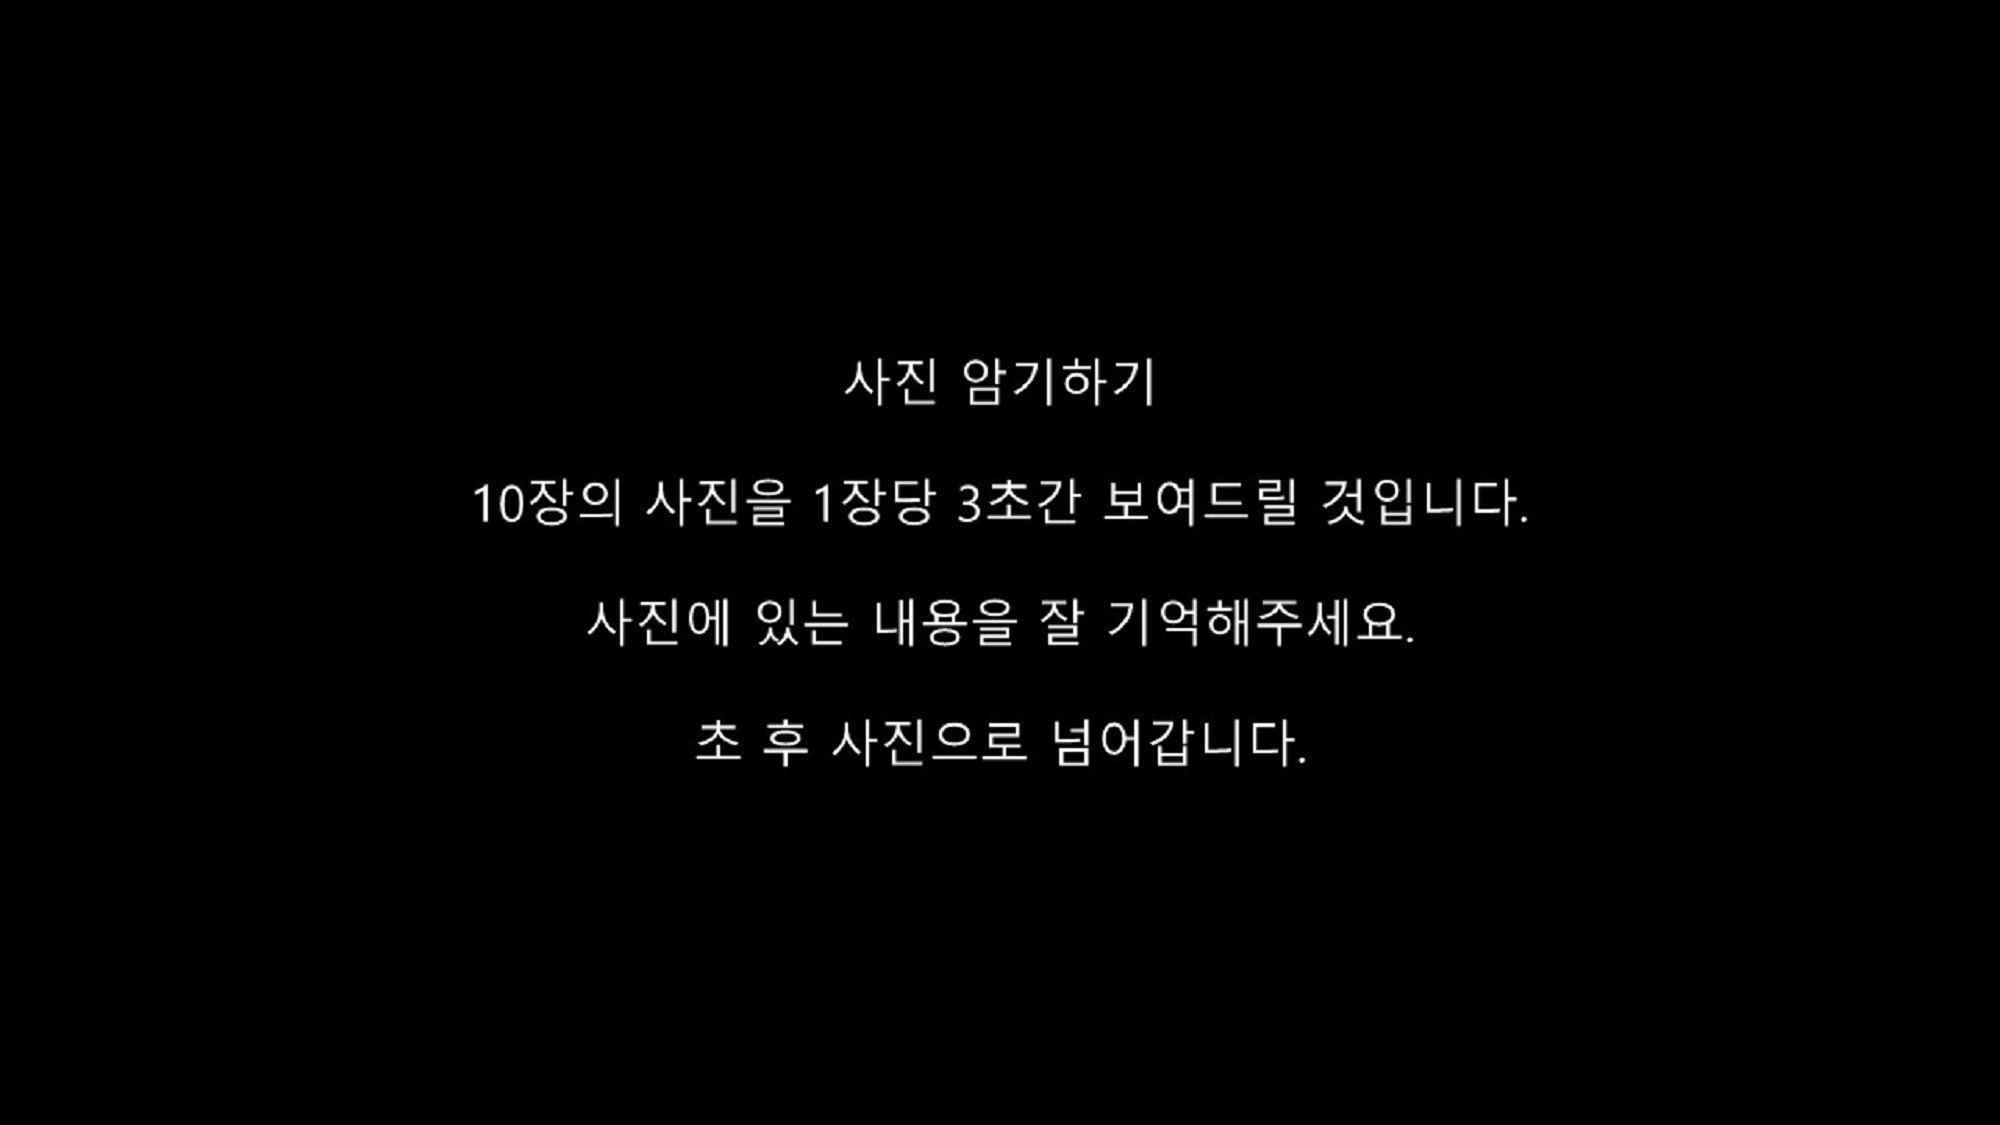 사진 암기하기
10장의 사진을 1장당 3초간 보여드릴 것입니다.
사진에 있는 내용을 잘 기억해주세요.
초 후 사진으로 넘어갑니다.